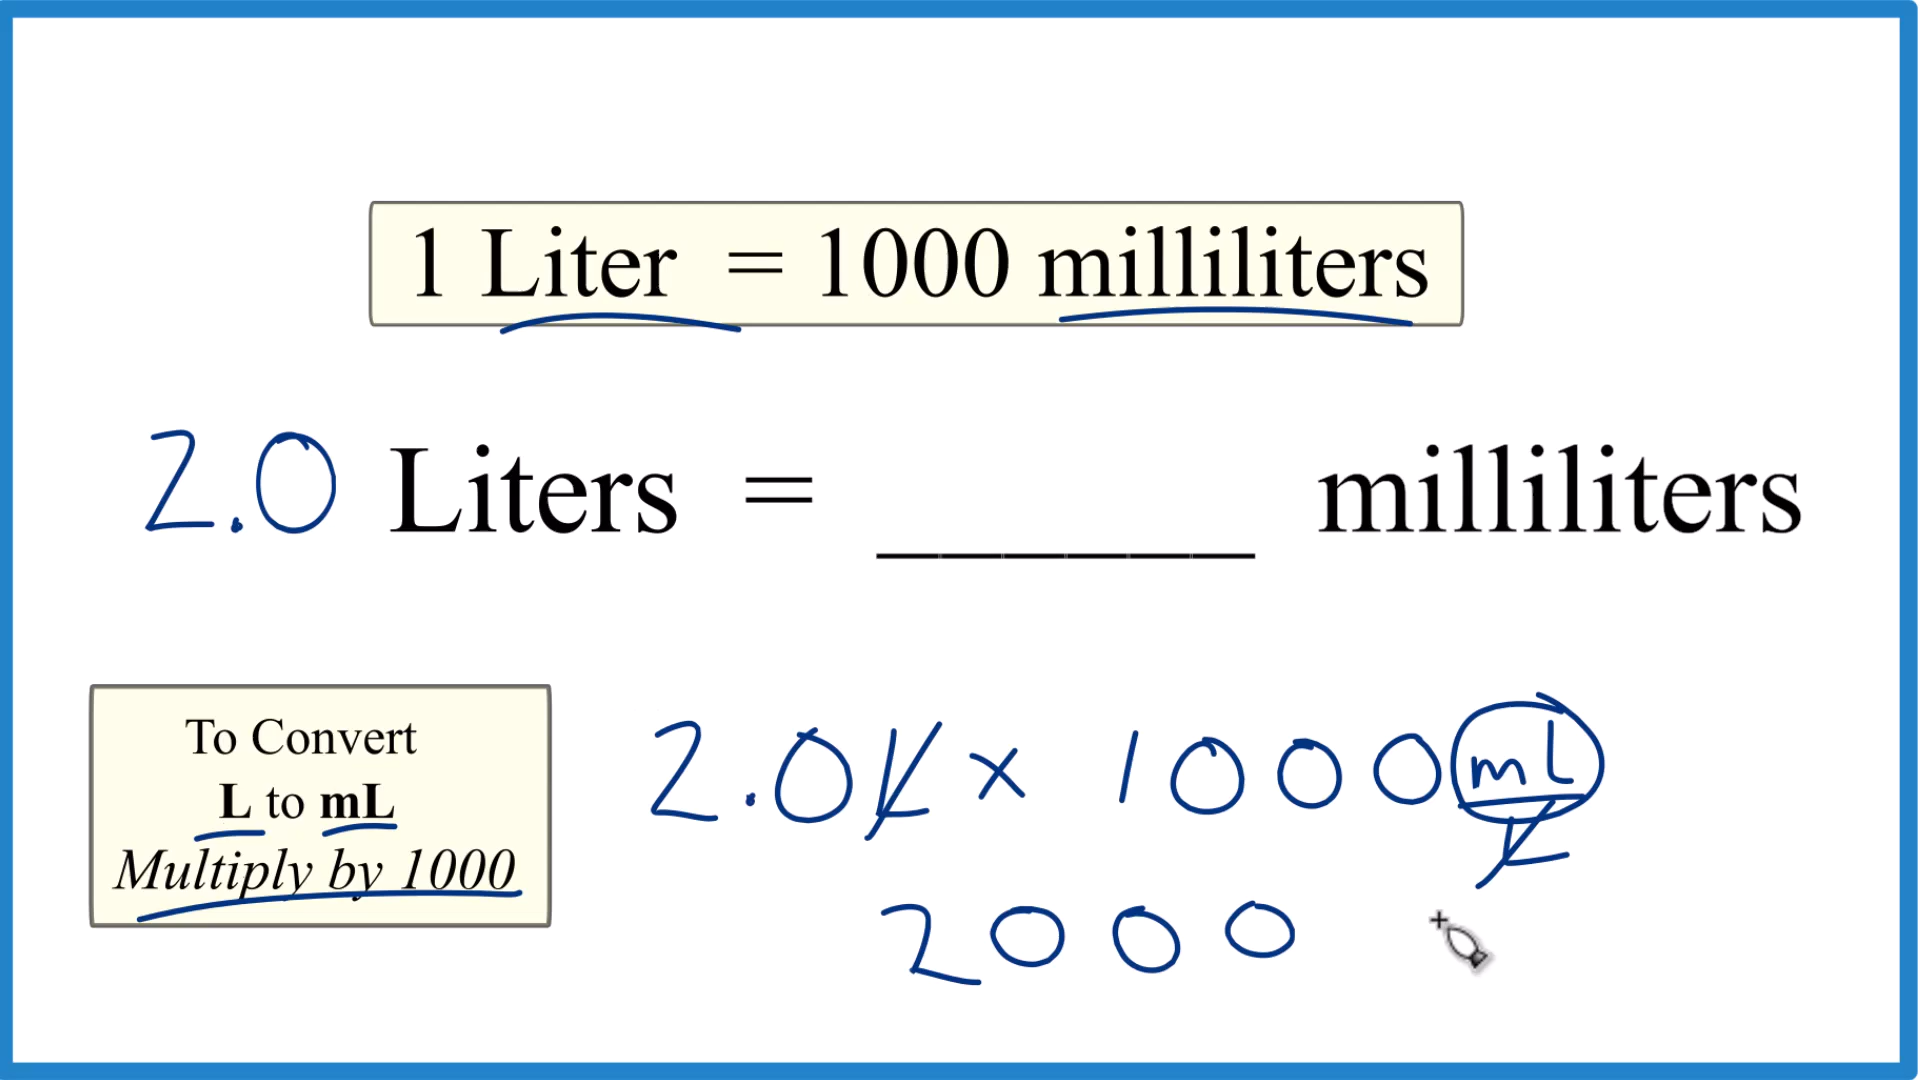 1 Liter = 1000 milliliters
2.0 Liters = ______ milliliters
To Convert
L to mL
Multiply by 1000
2.0 L x 1000 mL
L
2000